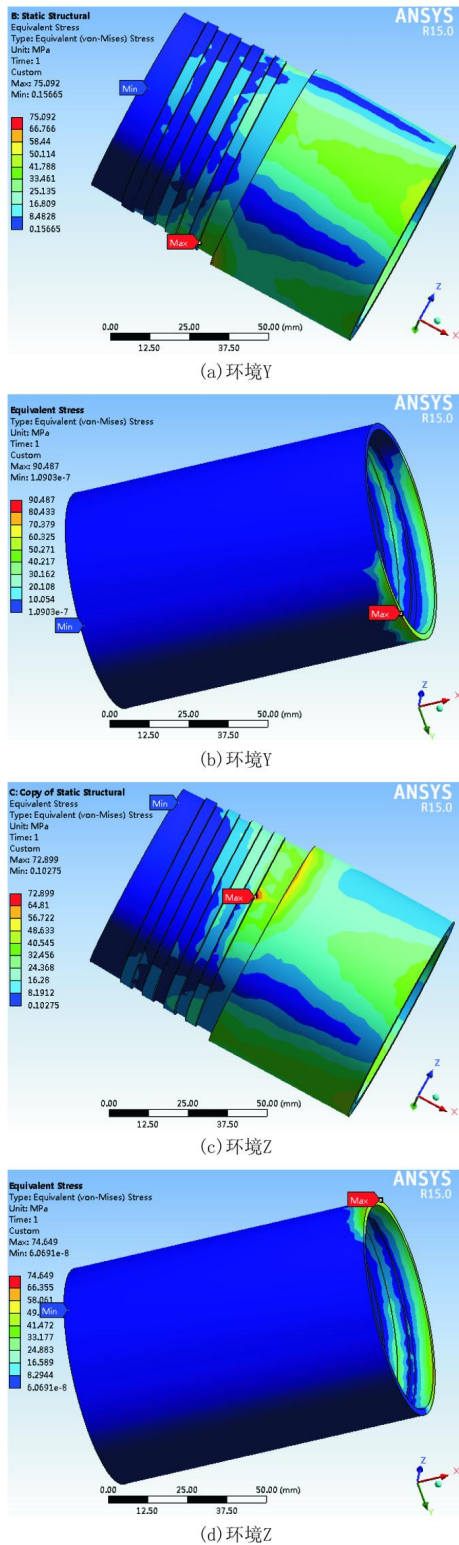 B: Static Structural
Equivalent Stress
Type: Equivalent (von-Mises) Stress
Unit: MPa
Time: 1
Custom
Max: 75.092
Min: 0.15665
75.092
66.766
58.44
50.114
41.788
33.461
25.135
16.809
8.4828
0.15665
ANSYS
R15.0
Min
Max
0.00 25.00 50.00 (mm)
12.50 37.50
Z
X
(a)环境Y
Equivalent Stress
Type: Equivalent (von-Mises) Stress
Unit: MPa
Time: 1
Custom
Max: 90.487
Min: 1.0903e-7
90.487
80.433
70.379
60.325
50.271
40.217
30.162
20.108
10.054
1.0903e-7
ANSYS
R15.0
Min
Max
0.00 25.00 50.00 (mm)
12.50 37.50
Z
X
Y
(b)环境Y
C: Copy of Static Structural
Equivalent Stress
Type: Equivalent (von-Mises) Stress
Unit: MPa
Time: 1
Custom
Max: 72.899
Min: 0.10275
72.899
64.81
56.722
48.633
40.545
32.456
24.368
16.28
8.1912
0.10275
ANSYS
R15.0
Min
Max
0.00 25.00 50.00 (mm)
12.50 37.50
Z
X
(c)环境Z
Equivalent Stress
Type: Equivalent (von-Mises) Stress
Unit: MPa
Time: 1
Custom
Max: 74.649
Min: 6.0691e-8
74.649
66.355
58.061
41.472
33.177
24.883
16.589
8.2944
6.0691e-8
ANSYS
R15.0
Max
Min
0.00 25.00 50.00 (mm)
12.50 37.50
Z
X
Y
(d)环境Z